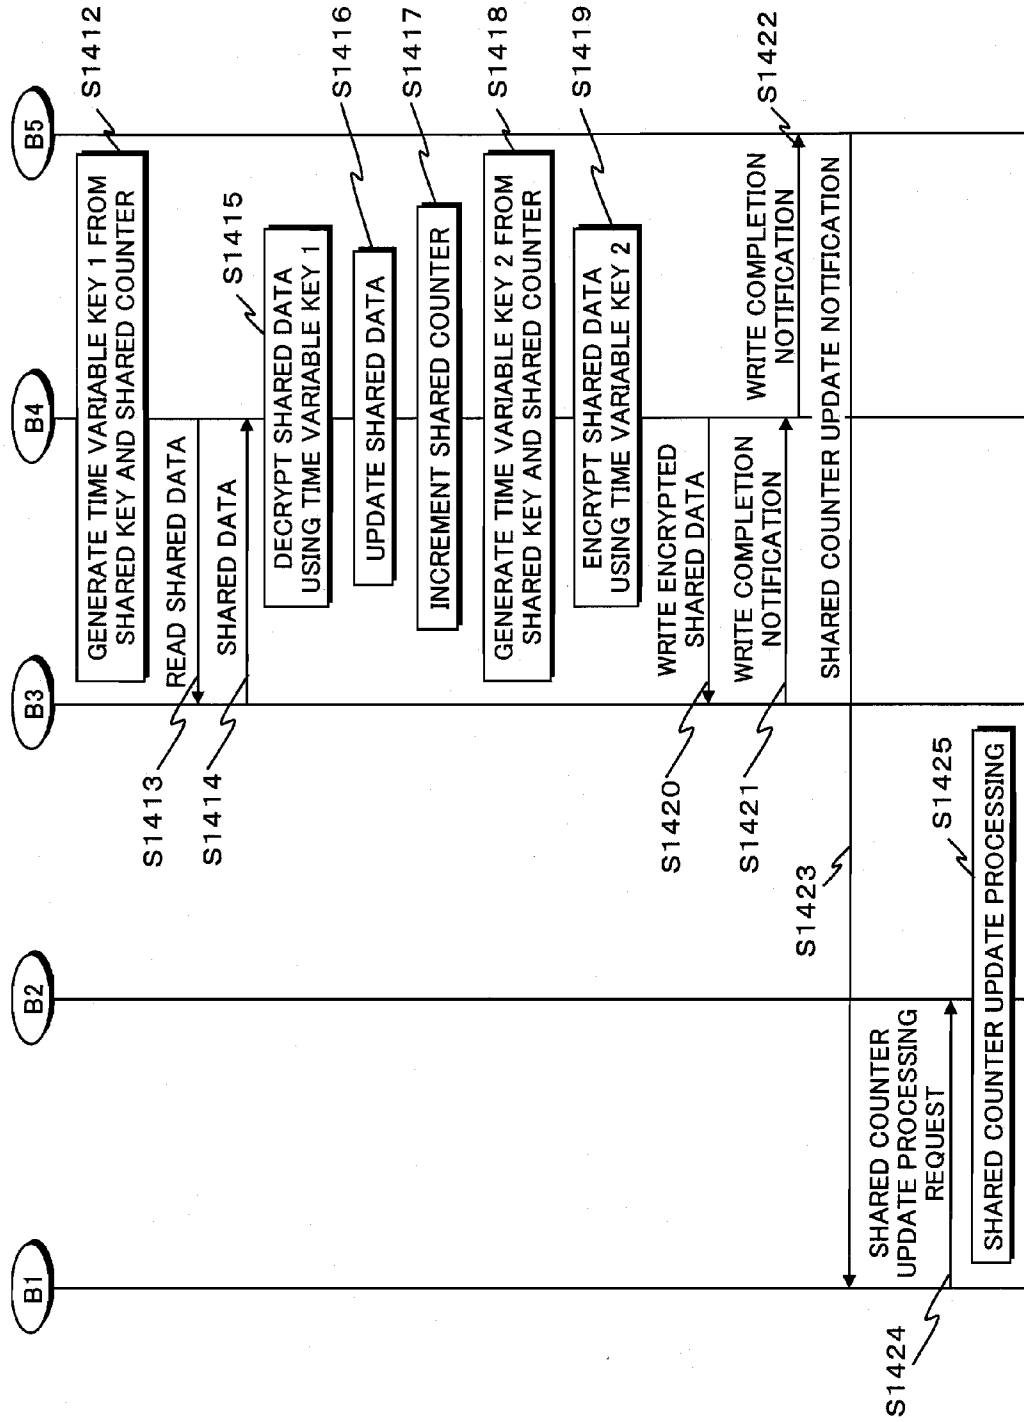 B1
B2
B3
B4
B5
GENERATE TIME VARIABLE KEY 1 FROM
SHARED KEY AND SHARED COUNTER
S1412
READ SHARED DATA
S1413
SHARED DATA
S1414
DECRYPT SHARED DATA
USING TIME VARIABLE KEY 1
S1415
UPDATE SHARED DATA
S1416
INCREMENT SHARED COUNTER
S1417
GENERATE TIME VARIABLE KEY 2 FROM
SHARED KEY AND SHARED COUNTER
S1418
ENCRYPT SHARED DATA
USING TIME VARIABLE KEY 2
S1419
WRITE ENCRYPTED
SHARED DATA
S1420
WRITE COMPLETION
NOTIFICATION
S1421
WRITE COMPLETION
NOTIFICATION
S1422
SHARED COUNTER UPDATE NOTIFICATION
S1423
SHARED COUNTER
UPDATE PROCESSING
REQUEST
S1424
SHARED COUNTER UPDATE PROCESSING
S1425